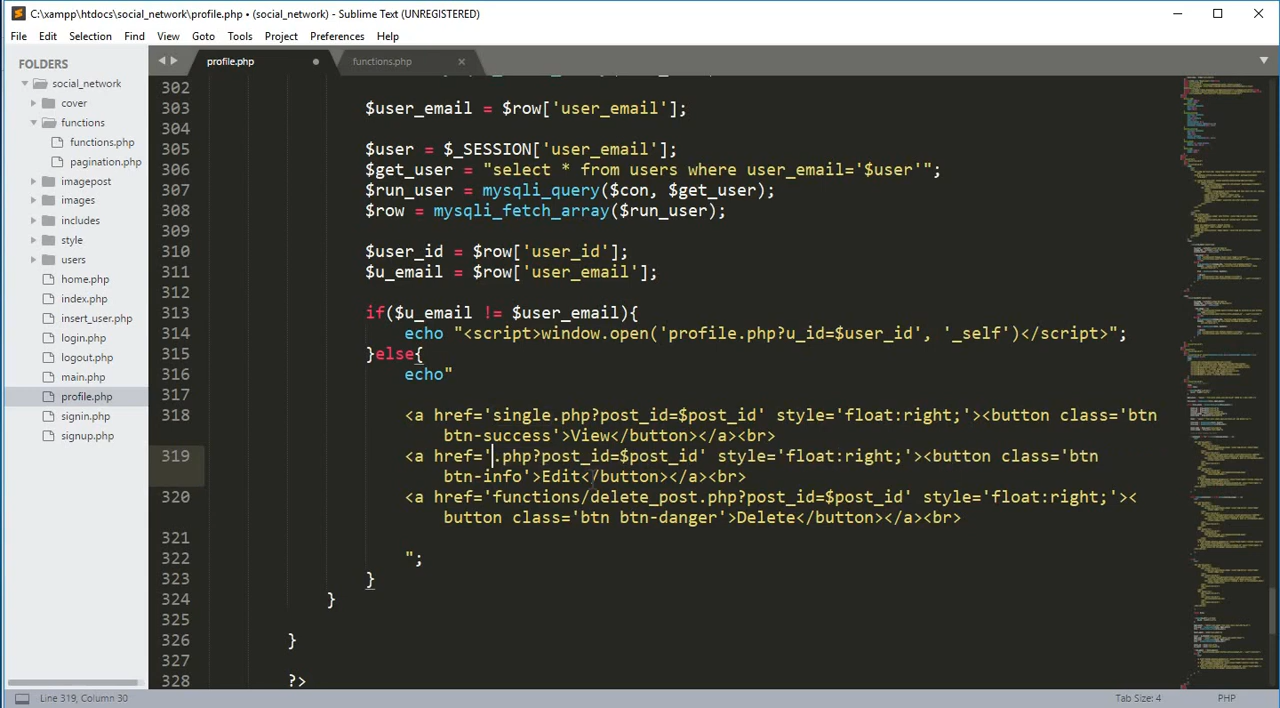 C:\xampp\htdocs\social_network\profile.php • (social_network) - Sublime Text (UNREGISTERED)
File Edit Selection Find View Goto Tools Project Preferences Help
FOLDERS
social_network
cover
functions
functions.php
pagination.php
imagepost
images
includes
style
users
home.php
index.php
insert_user.php
login.php
logout.php
main.php
profile.php
signin.php
signup.php
profile.php
functions.php
302
303 $user_email = $row['user_email'];
304
305 $user = $_SESSION['user_email'];
306 $get_user = "select * from users where user_email='$user'";
307 $run_user = mysqli_query($con, $get_user);
308 $row = mysqli_fetch_array($run_user);
309
310 $user_id = $row['user_id'];
311 $u_email = $row['user_email'];
312
313 if($u_email != $user_email){
314 echo "<script>window.open('profile.php?u_id=$user_id', '_self')</script>";
315 }else{
316 echo"
317
318 <a href='single.php?post_id=$post_id' style='float:right;'><button class='btn
btn-success'>View</button></a><br>
319 <a href='.php?post_id=$post_id' style='float:right;'><button class='btn
btn-info'>Edit</button></a><br>
320 <a href='functions/delete_post.php?post_id=$post_id' style='float:right;'><
button class='btn btn-danger'>Delete</button></a><br>
321
322 ";
323 }
324 }
325
326 }
327
328 ?>
Line 319, Column 30
Tab Size: 4
PHP